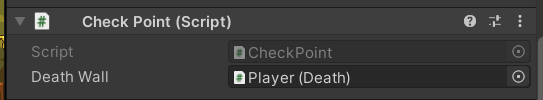 Check Point (Script)
Script CheckPoint
Death Wall Player (Death)